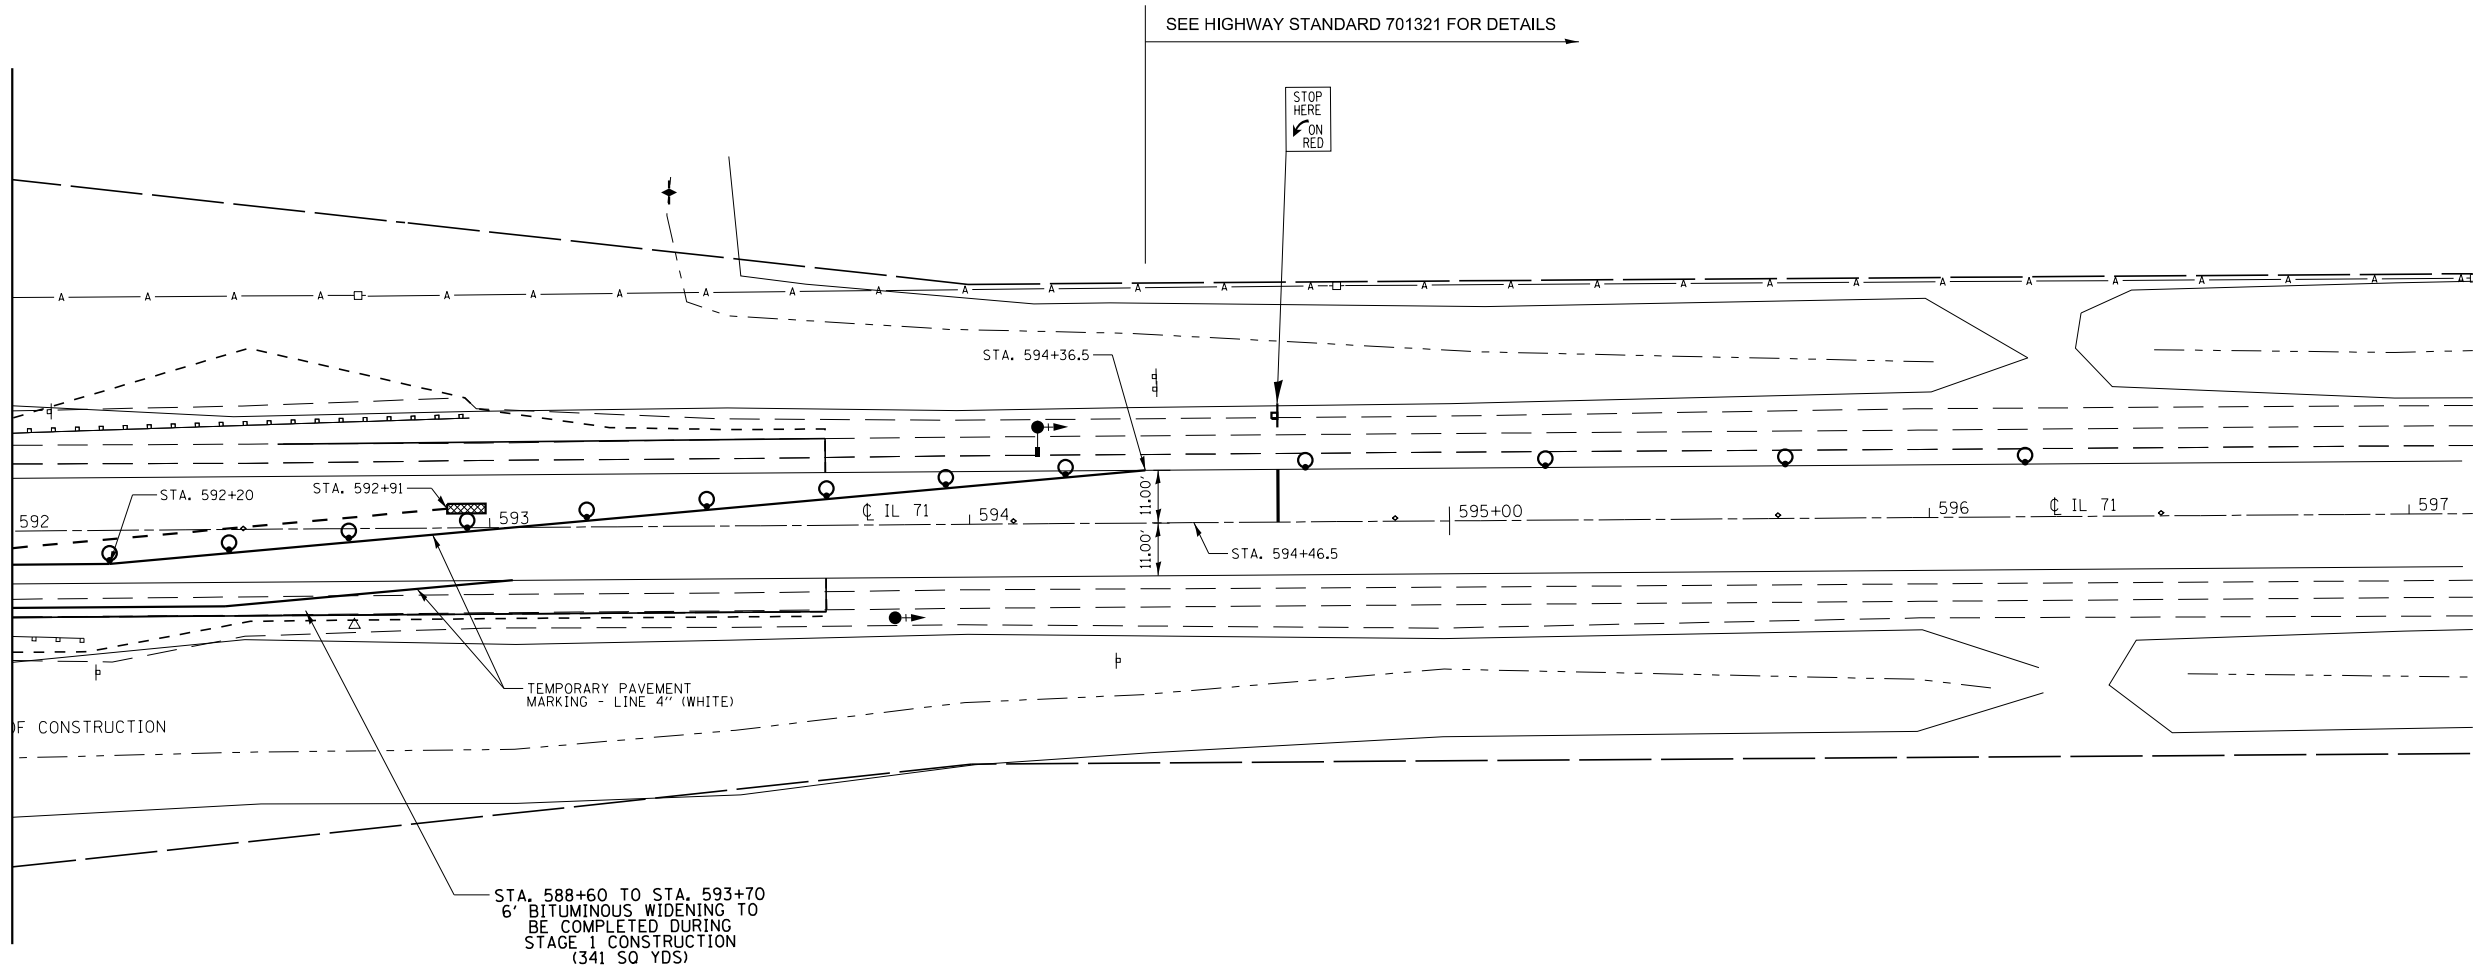 SEE HIGHWAY STANDARD 701321 FOR DETAILS
STOP
HERE
ON
RED
A A A A A A A A A A A A A A A A A A A A A A A A A A A A A
STA. 594+36.5
STA. 592+20
STA. 592+91
592
593
℄ IL 71
594
11.00'
11.00'
595+00
596
℄ IL 71
597
STA. 594+46.5
TEMPORARY PAVEMENT
MARKING - LINE 4" (WHITE)
OF CONSTRUCTION
STA. 588+60 TO STA. 593+70
6' BITUMINOUS WIDENING TO
BE COMPLETED DURING
STAGE 1 CONSTRUCTION
(341 SQ YDS)